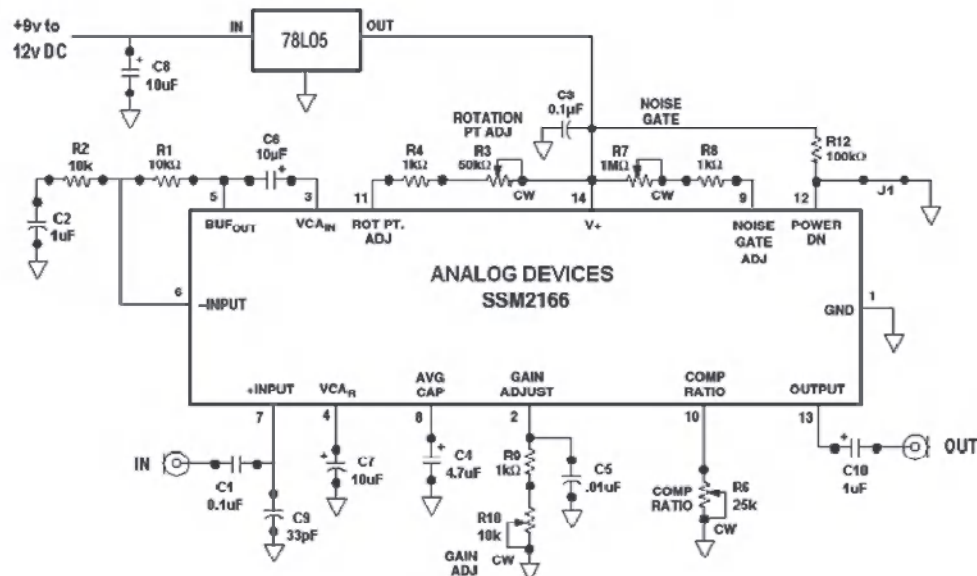 +9v to
12v DC
IN
78L05
OUT
C8
10uF
C3
0.1µF
NOISE
GATE
ROTATION
PT ADJ
R2
10k
R1
10kΩ
C6
10µF
R4
1kΩ
R3
50kΩ
CW
R7
1MΩ
CW
R8
1kΩ
R12
100kΩ
J1
C2
1uF
5
3
11
14
9
12
BUFOUT
VCAIN
ROT PT.
ADJ
V+
NOISE
GATE
ADJ
POWER
DN
ANALOG DEVICES
SSM2166
6
–INPUT
1
GND
+INPUT
VCAR
AVG
CAP
GAIN
ADJUST
COMP
RATIO
OUTPUT
7
4
8
2
10
13
IN
C1
0.1uF
C9
33pF
C7
10uF
C4
4.7uF
R9
1kΩ
C5
.01uF
R10
10k
CW
GAIN
ADJ
COMP
RATIO
R6
25k
CW
C10
1uF
OUT